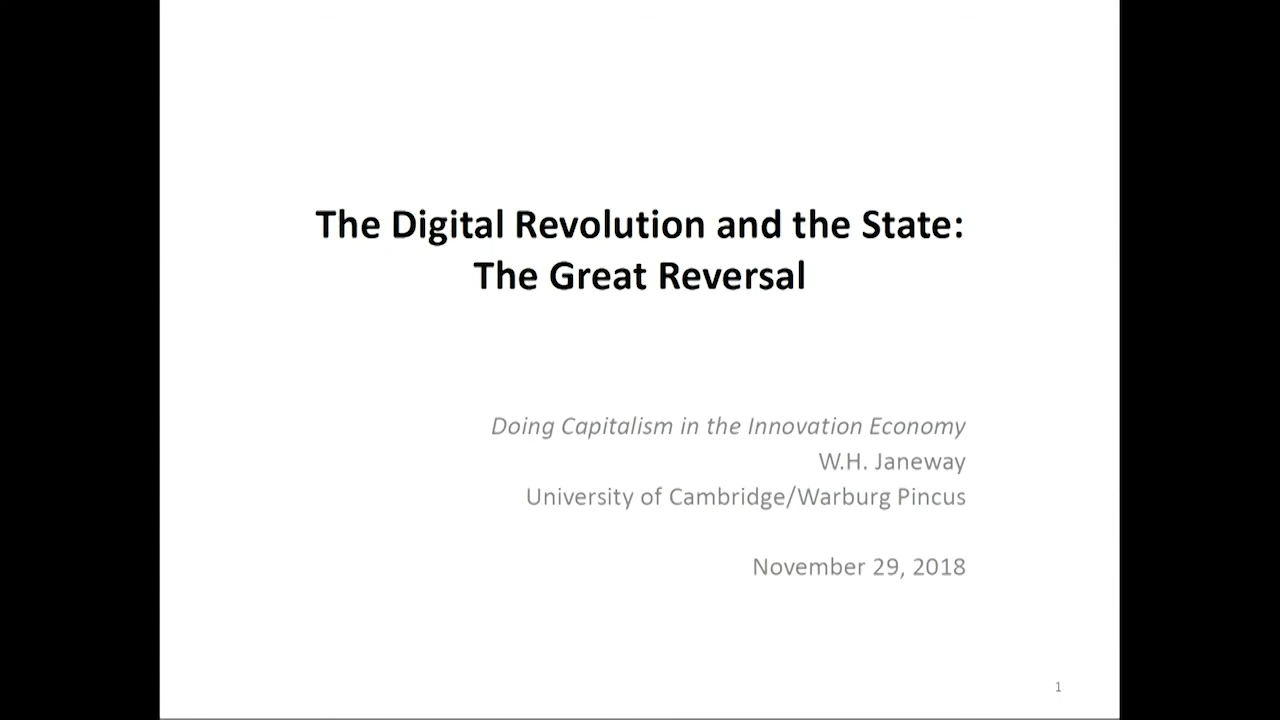 The Digital Revolution and the State:
The Great Reversal
Doing Capitalism in the Innovation Economy
W.H. Janeway
University of Cambridge/Warburg Pincus
November 29, 2018
1